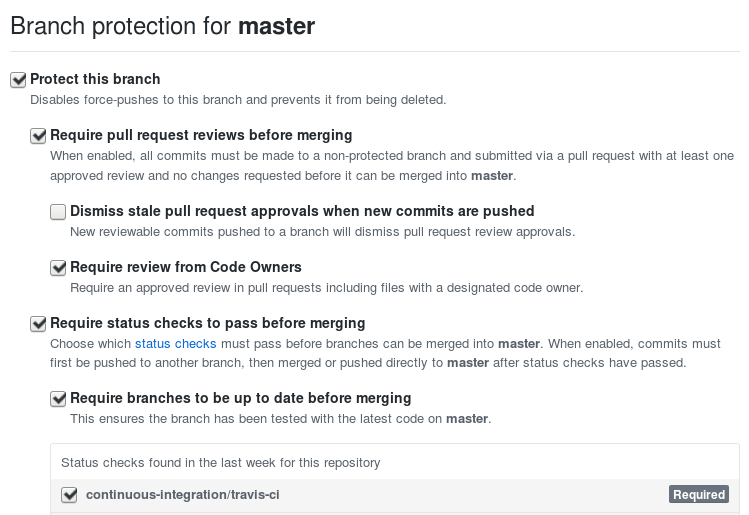 Branch protection for master
Protect this branch
Disables force-pushes to this branch and prevents it from being deleted.
Require pull request reviews before merging
When enabled, all commits must be made to a non-protected branch and submitted via a pull request with at least one
approved review and no changes requested before it can be merged into master.
Dismiss stale pull request approvals when new commits are pushed
New reviewable commits pushed to a branch will dismiss pull request review approvals.
Require review from Code Owners
Require an approved review in pull requests including files with a designated code owner.
Require status checks to pass before merging
Choose which status checks must pass before branches can be merged into master. When enabled, commits must
first be pushed to another branch, then merged or pushed directly to master after status checks have passed.
Require branches to be up to date before merging
This ensures the branch has been tested with the latest code on master.
Status checks found in the last week for this repository
continuous-integration/travis-ci Required